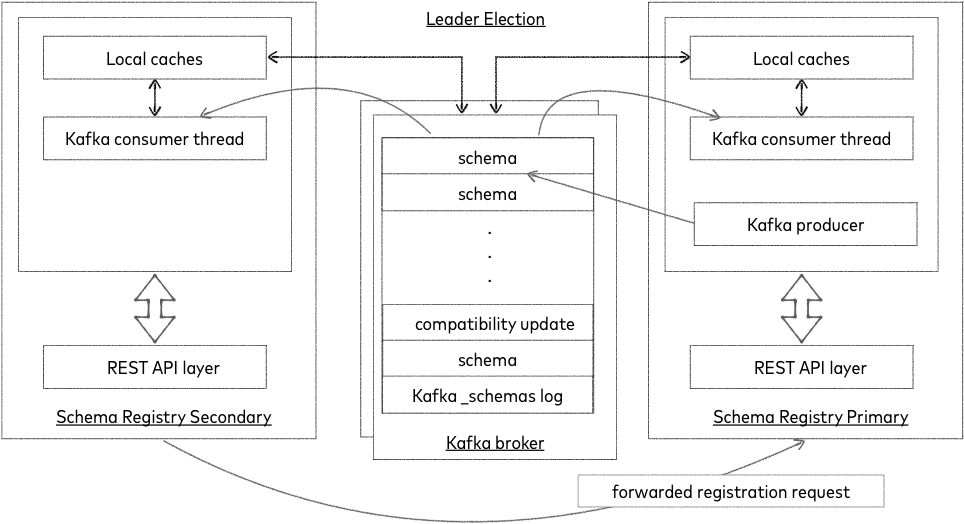 Leader Election
Local caches
Kafka consumer thread
REST API layer
Schema Registry Secondary
schema
schema
.
.
.
compatibility update
schema
Kafka _schemas log
Kafka broker
Local caches
Kafka consumer thread
Kafka producer
REST API layer
Schema Registry Primary
forwarded registration request